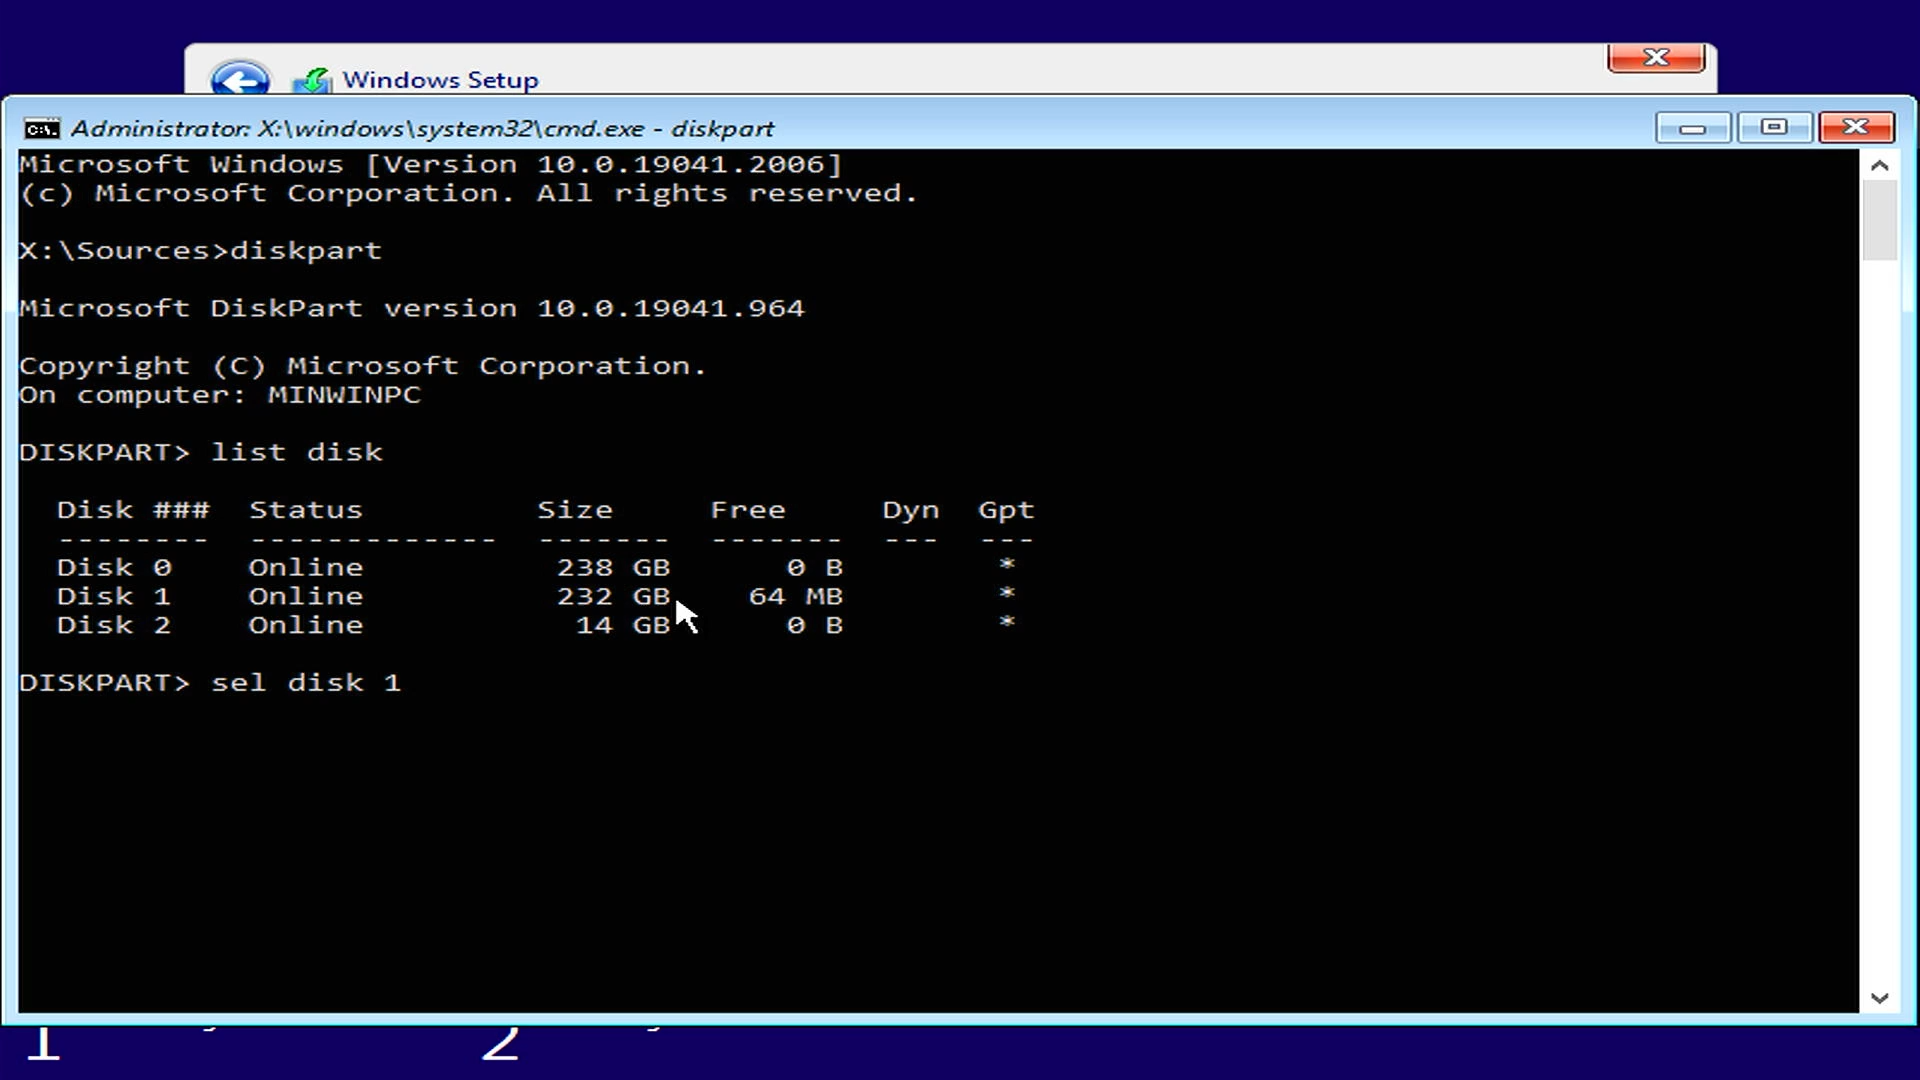 Windows Setup
Administrator: X:\windows\system32\cmd.exe - diskpart
Microsoft Windows [Version 10.0.19041.2006]
(c) Microsoft Corporation. All rights reserved.
X:\Sources>diskpart
Microsoft DiskPart version 10.0.19041.964
Copyright (C) Microsoft Corporation.
On computer: MINWINPC
DISKPART> list disk
  Disk ###  Status         Size     Free     Dyn  Gpt
  --------  -------------  -------  -------  ---  ---
  Disk 0    Online          238 GB      0 B        *
  Disk 1    Online          232 GB    64 MB        *
  Disk 2    Online           14 GB      0 B        *
DISKPART> sel disk 1
1 2